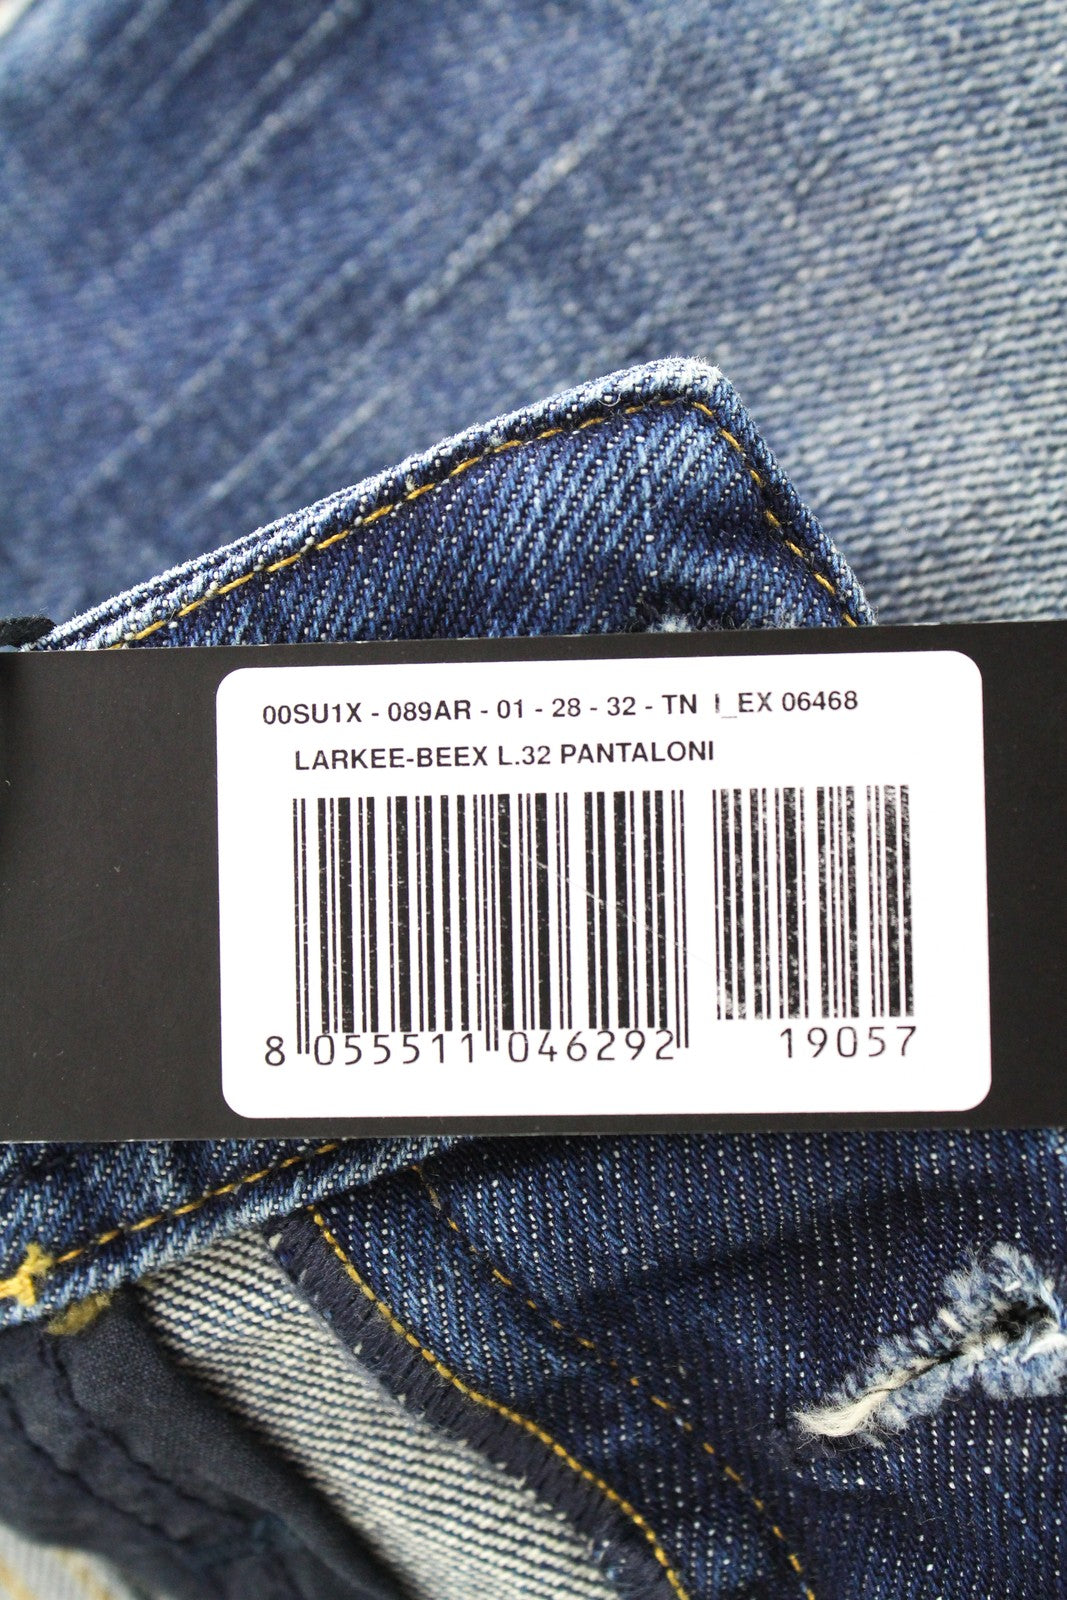 00SU1X - 089AR - 01 - 28 - 32 - TN I_EX 06468
LARKEE-BEEX L.32 PANTALONI
8 055511 046292 19057